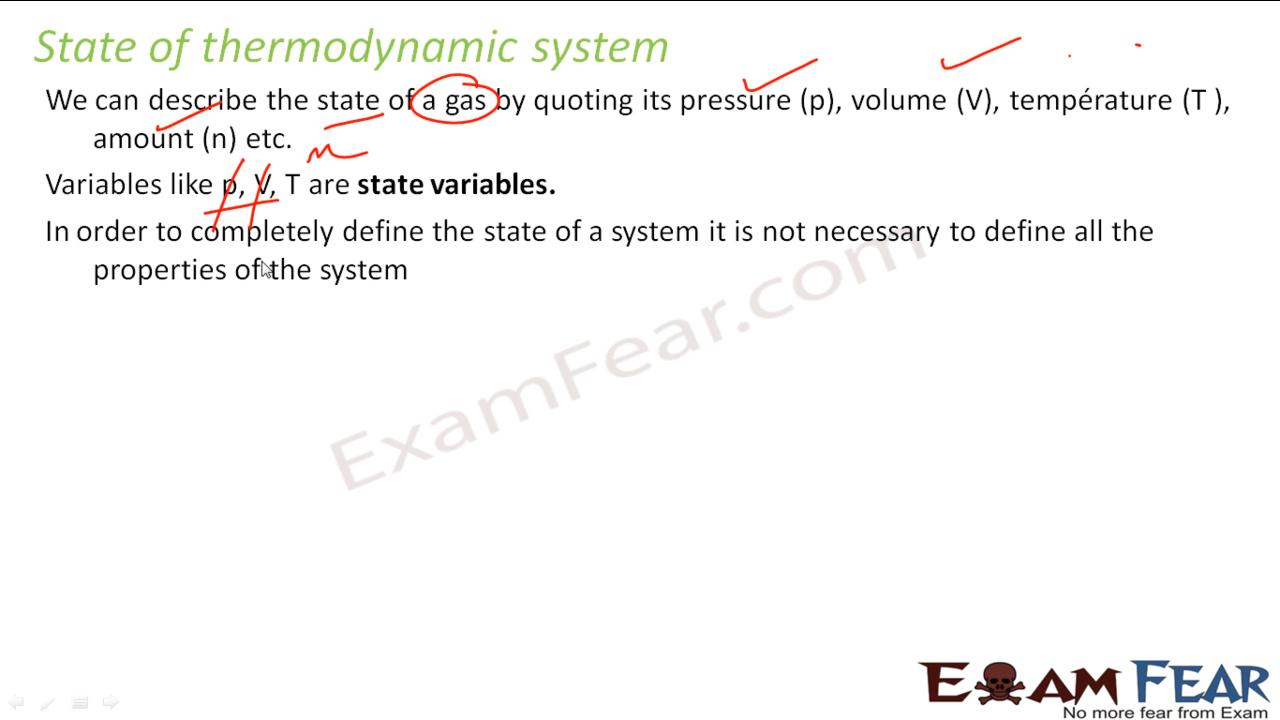 State of thermodynamic system
We can describe the state of a gas by quoting its pressure (p), volume (V), température (T ),
amount (n) etc.
n
Variables like p, V, T are state variables.
In order to completely define the state of a system it is not necessary to define all the
properties of the system
ExamFear.com
EXAM FEAR
No more fear from Exam